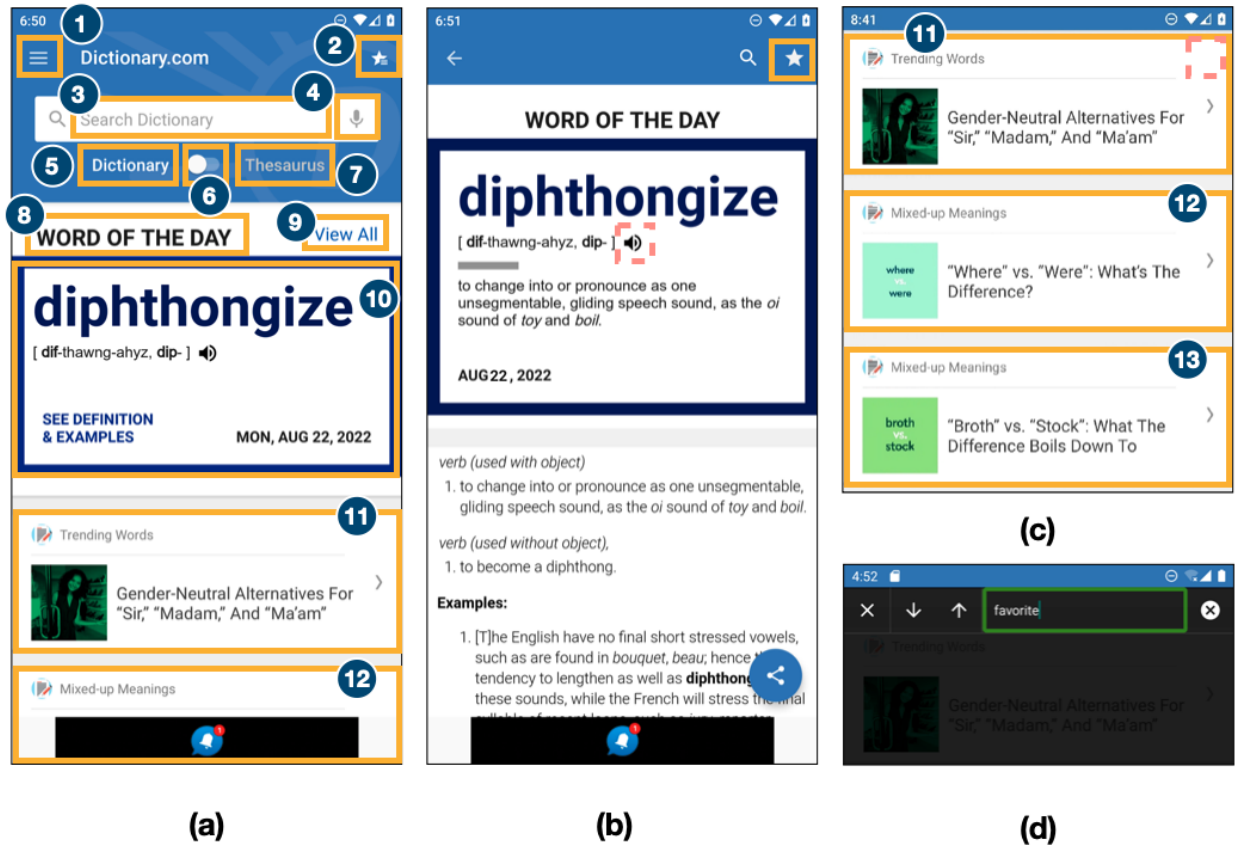 6:50
1
2
Dictionary.com
3
4
Search Dictionary
5
Dictionary
6
Thesaurus
7
8
WORD OF THE DAY
9
View All
diphthongize
10
[ dif-thawng-ahyz, dip- ]
SEE DEFINITION
& EXAMPLES
MON, AUG 22, 2022
11
Trending Words
Gender-Neutral Alternatives For
“Sir,” “Madam,” And “Ma’am”
12
Mixed-up Meanings
1
(a)
6:51
WORD OF THE DAY
diphthongize
[ dif-thawng-ahyz, dip- ]
to change into or pronounce as one
unsegmentable, gliding speech sound, as the oi
sound of toy and boil.
AUG 22, 2022
verb (used with object)
1. to change into or pronounce as one unsegmentable,
gliding speech sound, as the oi sound of toy and boil.
verb (used without object),
1. to become a diphthong.
Examples:
1. [T]he English have no final short stressed vowels,
such as are found in bouquet, beau; hence
tendency to lengthen as well as
these sounds, while the French will stress the final
1
(b)
8:41
11
Trending Words
Gender-Neutral Alternatives For
“Sir,” “Madam,” And “Ma’am”
12
Mixed-up Meanings
where
vs.
were
“Where” vs. “Were”: What’s The
Difference?
13
Mixed-up Meanings
broth
vs.
stock
“Broth” vs. “Stock”: What The
Difference Boils Down To
(c)
4:52
favorite
Trending Words
Gender-Neutral Alternatives For
“Sir,” “Madam,” And “Ma’am”
(d)